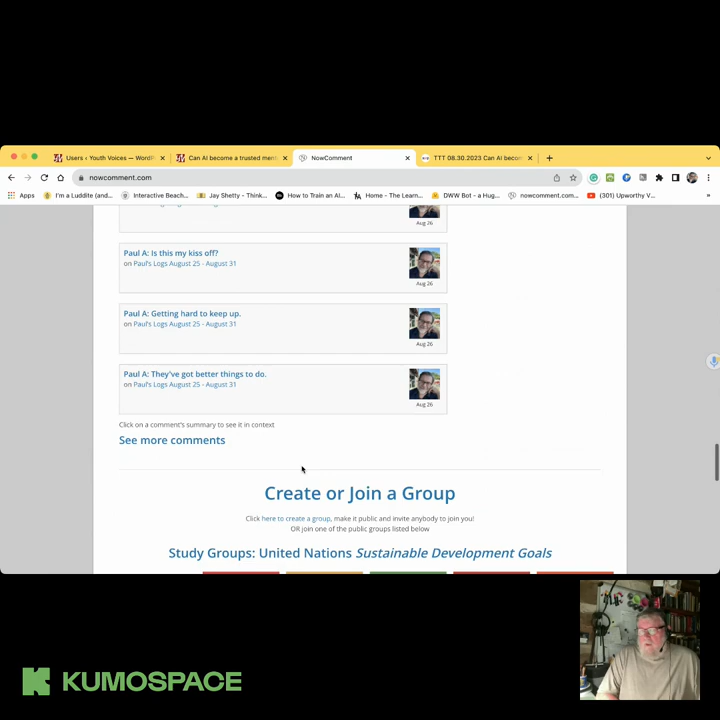 Users ‹ Youth Voices — WordP
Can AI become a trusted ment
NowComment
TTT 08.30.2023 Can AI becom
nowcomment.com
Apps
I'm a Luddite (and...
Interactive Beach...
Jay Shetty - Think...
How to Train an AI...
Home - The Learn...
DWW Bot - a Hug...
nowcomment.com...
(301) Upworthy V...
Aug 26
Paul A: Is this my kiss off?
on Paul's Logs August 25 - August 31
Aug 26
Paul A: Getting hard to keep up.
on Paul's Logs August 25 - August 31
Aug 26
Paul A: They've got better things to do.
on Paul's Logs August 25 - August 31
Aug 26
Click on a comment's summary to see it in context
See more comments
Create or Join a Group
Click here to create a group, make it public and invite anybody to join you!
OR join one of the public groups listed below
Study Groups: United Nations Sustainable Development Goals
KUMOSPACE